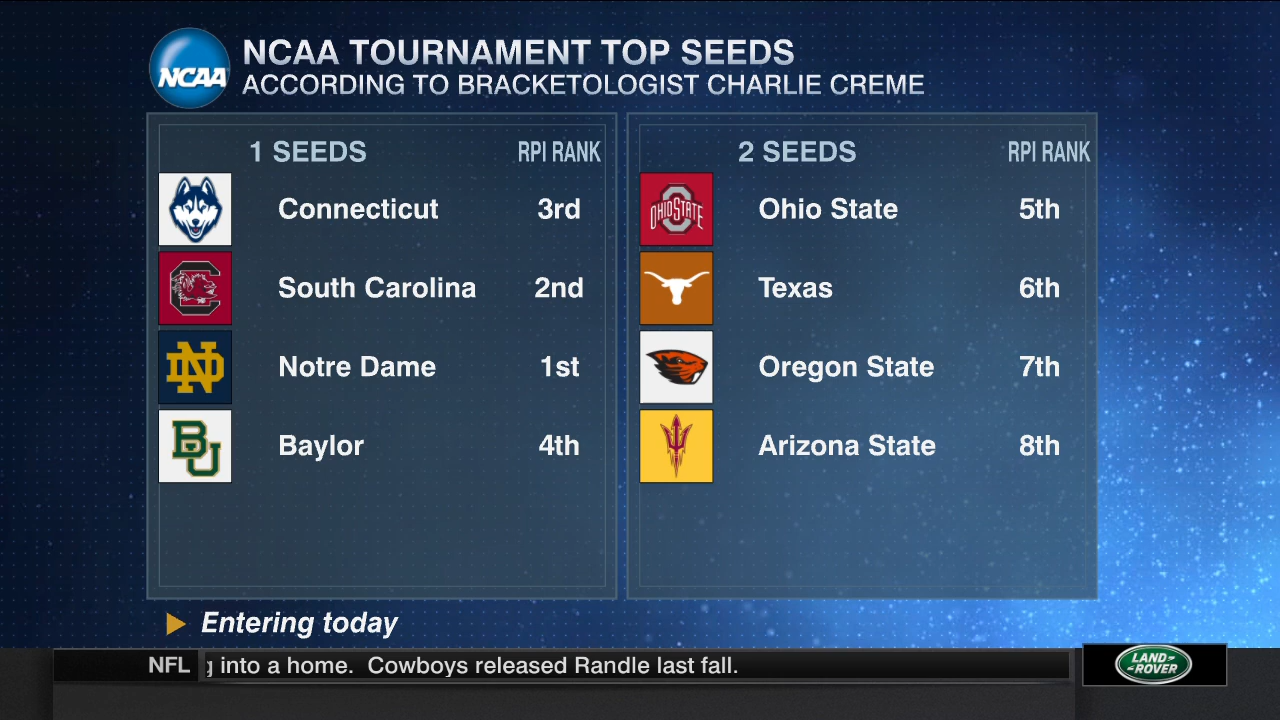 NCAA
NCAA TOURNAMENT TOP SEEDS
ACCORDING TO BRACKETOLOGIST CHARLIE CREME
1 SEEDS RPI RANK
Connecticut 3rd
South Carolina 2nd
Notre Dame 1st
Baylor 4th
2 SEEDS RPI RANK
OHIO STATE
Ohio State 5th
Texas 6th
Oregon State 7th
Arizona State 8th
Entering today
NFL into a home. Cowboys released Randle last fall.
LAND ROVER